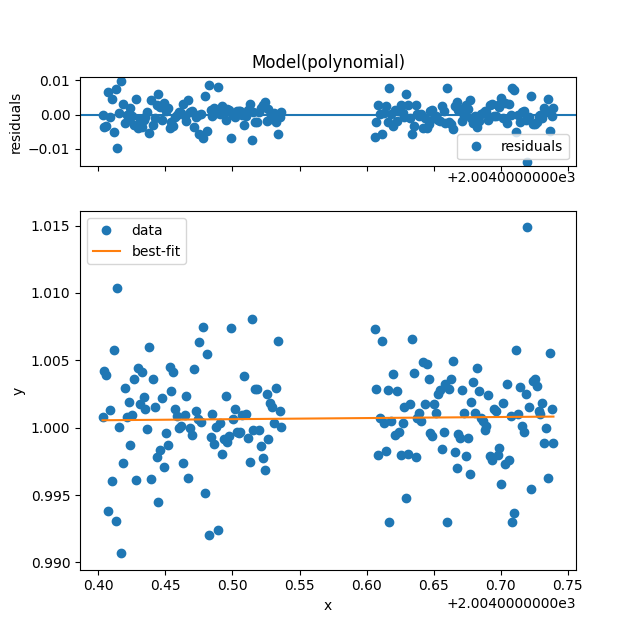 Model(polynomial)
0.01
0.00
−0.01
residuals
residuals
+2.0040000000e3
1.015
1.010
1.005
1.000
0.995
0.990
y
data
best-fit
0.40 0.45 0.50 0.55 0.60 0.65 0.70 0.75
x
+2.0040000000e3